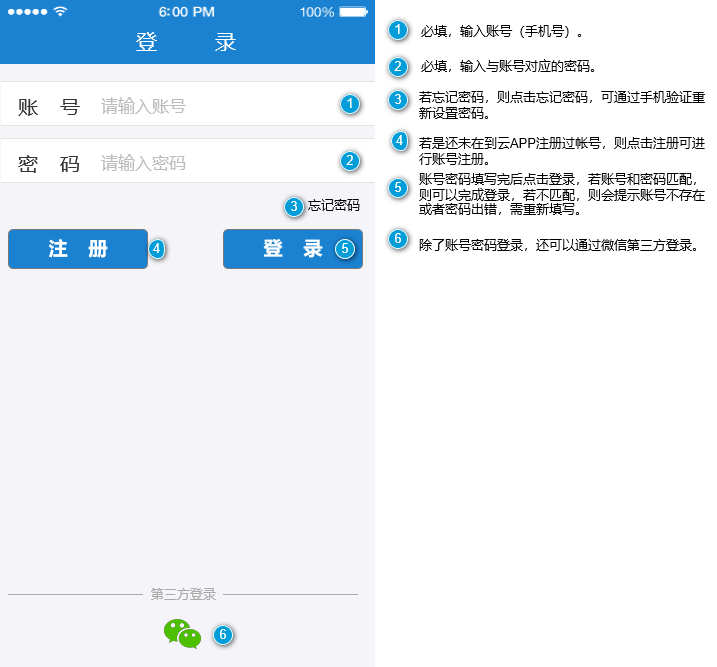 6:00 PM
100%
登 录
账 号 请输入账号 1
密 码 请输入密码 2
3 忘记密码
注 册 4
登 录 5
第三方登录
6
1 必填，输入账号（手机号）。
2 必填，输入与账号对应的密码。
3 若忘记密码，则点击忘记密码，可通过手机验证重
新设置密码。
4 若是还未在到云APP注册过帐号，则点击注册可进
行账号注册。
5 账号密码填写完后点击登录，若账号和密码匹配，
则可以完成登录，若不匹配，则会提示账号不存在
或者密码出错，需重新填写。
6 除了账号密码登录，还可以通过微信第三方登录。